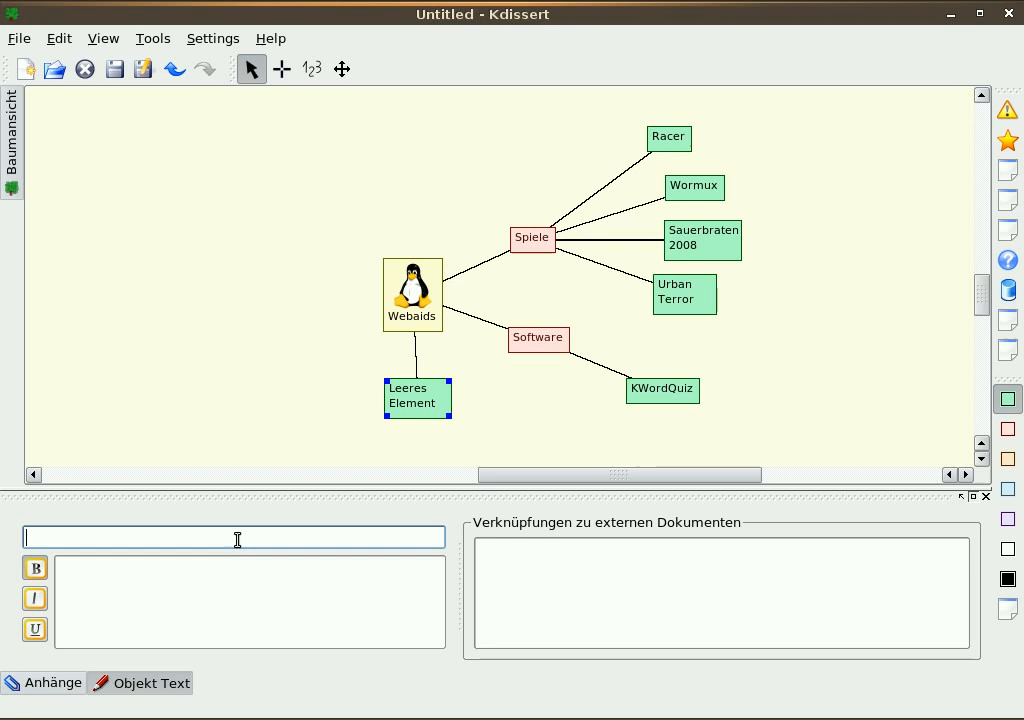 Untitled - Kdissert
File Edit View Tools Settings Help
123
Baumansicht
Racer
Wormux
Sauerbraten
2008
Spiele
Urban
Terror
Webaids
Software
Leeres
Element
KWordQuiz
Verknüpfungen zu externen Dokumenten
B
I
U
Anhänge
Objekt Text